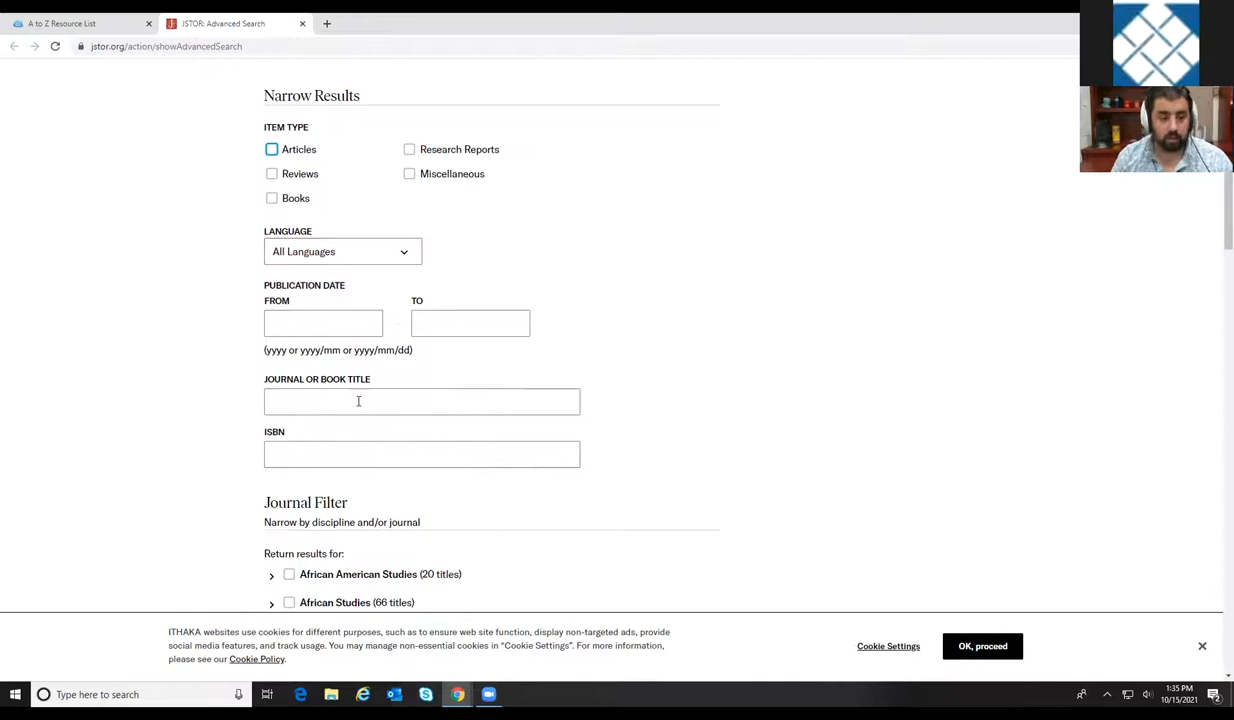 A to Z Resource List
JSTOR: Advanced Search
jstor.org/action/showAdvancedSearch
Narrow Results
ITEM TYPE
Articles
Research Reports
Reviews
Miscellaneous
Books
LANGUAGE
All Languages
PUBLICATION DATE
FROM
TO
(yyyy or yyyy/mm or yyyy/mm/dd)
JOURNAL OR BOOK TITLE
ISBN
Journal Filter
Narrow by discipline and/or journal
Return results for:
African American Studies (20 titles)
African Studies (66 titles)
ITHAKA websites use cookies for different purposes, such as to ensure web site function, display non-targeted ads, provide
social media features, and track usage. You may manage non-essential cookies in “Cookie Settings”. For more information,
please see our Cookie Policy.
Cookie Settings
OK, proceed
Type here to search
1:35 PM
10/15/2021
2